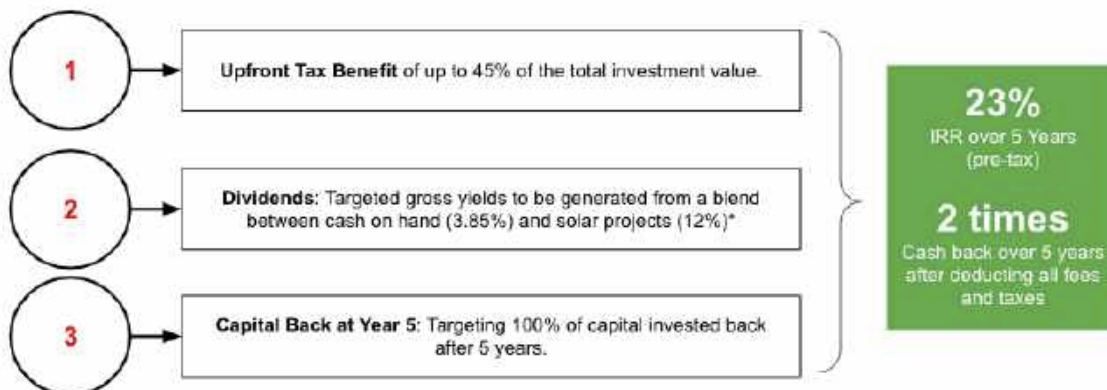 1
Upfront Tax Benefit of up to 45% of the total investment value.
2
Dividends: Targeted gross yields to be generated from a blend
between cash on hand (3.85%) and solar projects (12%)*
3
Capital Back at Year 5: Targeting 100% of capital invested back
after 5 years.
23%
IRR over 5 Years
(pre-tax)
2 times
Cash back over 5 years
after deducting all fees
and taxes